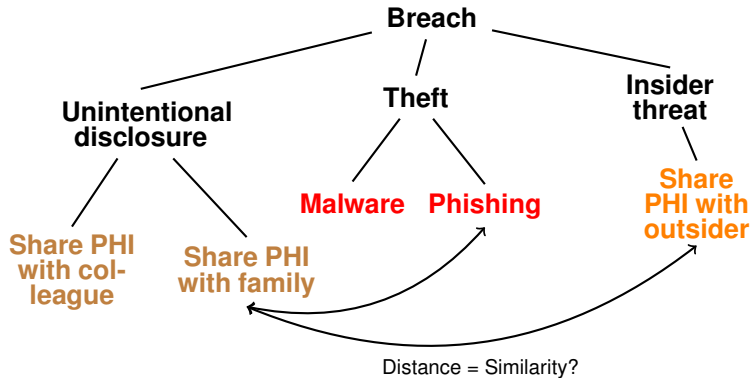 Breach
Unintentional
disclosure
Theft
Insider
threat
Malware
Phishing
Share
PHI with
outsider
Share PHI
with col-
league
Share PHI
with family
Distance = Similarity?